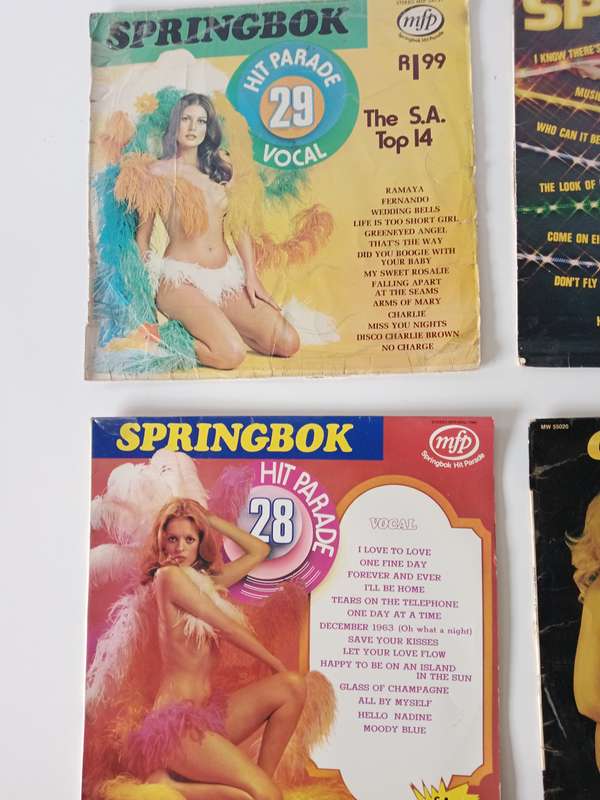 SPRINGBOK
mfp
Springbok Hit Parade
HIT PARADE
29
VOCAL
R1 99
The S.A.
Top 14
RAMAYA
FERNANDO
WEDDING BELLS
LIFE IS TOO SHORT GIRL
GREENEYED ANGEL
THAT'S THE WAY
DID YOU BOOGIE WITH
YOUR BABY
MY SWEET ROSALIE
FALLING APART
AT THE SEAMS
ARMS OF MARY
CHARLIE
MISS YOU NIGHTS
DISCO CHARLIE BROWN
NO CHARGE
SP
I KNOW THERE'S
MUSI
WHO CAN IT BE
THE LOOK OF
COME ON EI
DON'T FLY
H
SPRINGBOK
mfp
Springbok Hit Parade
HIT PARADE
28
VOCAL
I LOVE TO LOVE
ONE FINE DAY
FOREVER AND EVER
I'LL BE HOME
TEARS ON THE TELEPHONE
ONE DAY AT A TIME
DECEMBER 1963 (Oh what a night)
SAVE YOUR KISSES
LET YOUR LOVE FLOW
HAPPY TO BE ON AN ISLAND
IN THE SUN
GLASS OF CHAMPAGNE
ALL BY MYSELF
HELLO NADINE
MOODY BLUE